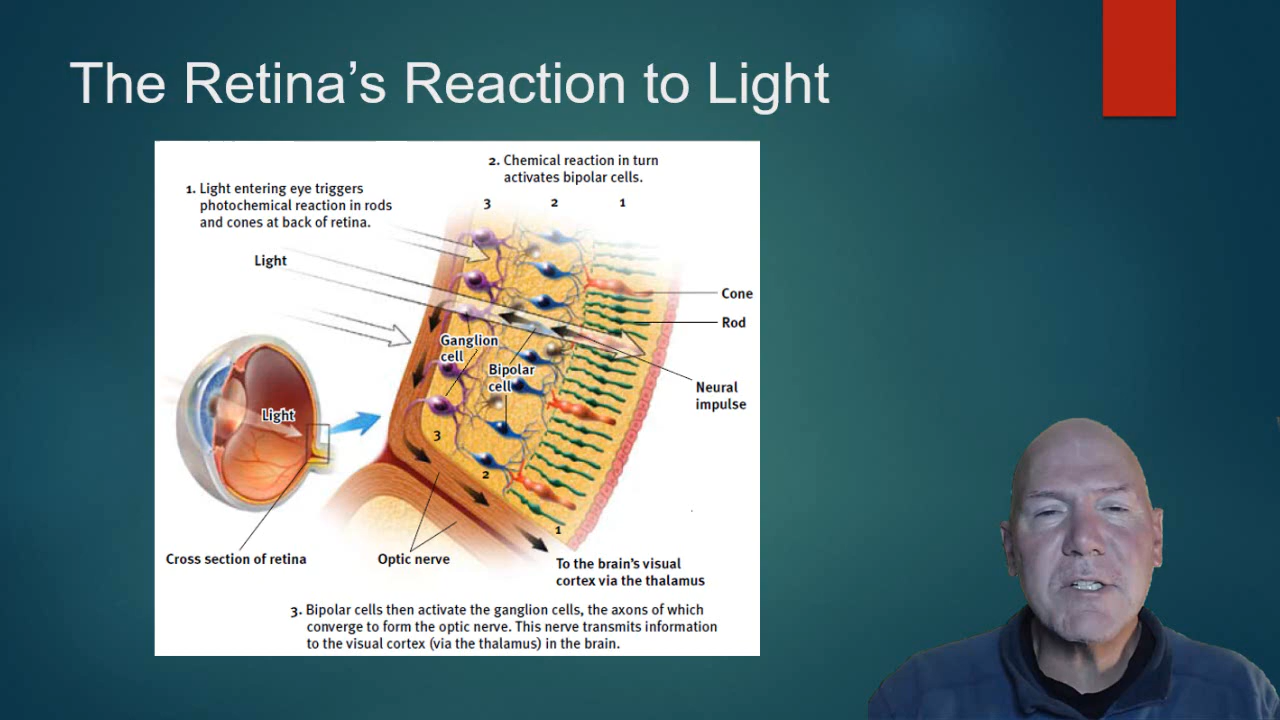 The Retina's Reaction to Light
2. Chemical reaction in turn
activates bipolar cells.
1. Light entering eye triggers
photochemical reaction in rods
and cones at back of retina.
3
2
1
Light
Cone
Rod
Ganglion
cell
Bipolar
cell
Neural
impulse
Light
3
2
1
Cross section of retina
Optic nerve
To the brain's visual
cortex via the thalamus
3. Bipolar cells then activate the ganglion cells, the axons of which
converge to form the optic nerve. This nerve transmits information
to the visual cortex (via the thalamus) in the brain.